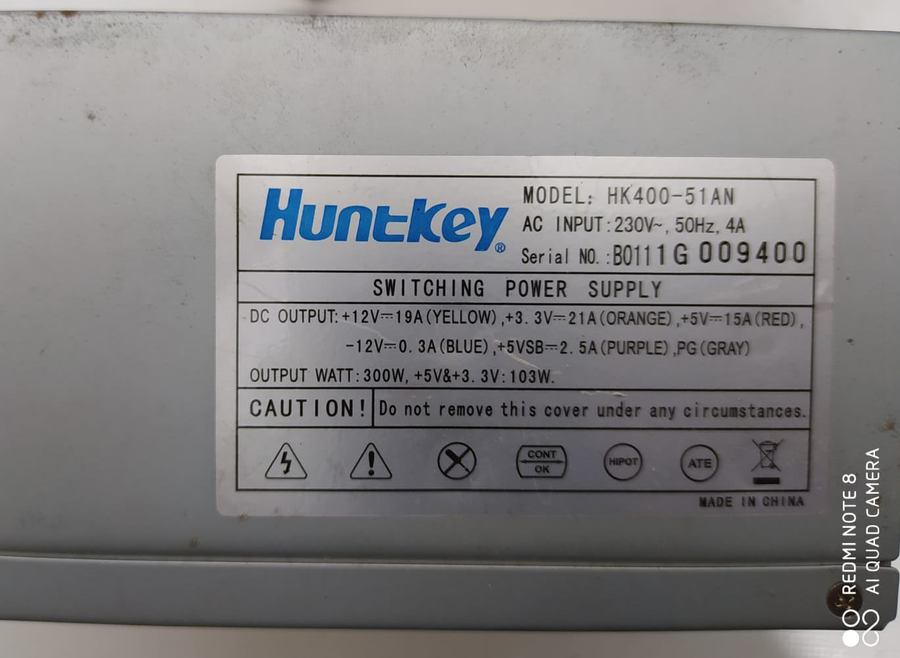 Huntkey®
MODEL: HK400-51AN
AC INPUT:230V~, 50Hz, 4A
Serial NO.:B0111G 009400
SWITCHING POWER SUPPLY
DC OUTPUT:+12V⎓19A(YELLOW),+3.3V⎓21A(ORANGE),+5V⎓15A(RED),
-12V⎓0.3A(BLUE),+5VSB⎓2.5A(PURPLE),PG(GRAY)
OUTPUT WATT:300W, +5V&+3.3V:103W.
CAUTION! Do not remove this cover under any circumstances.
CONT
OK
HIPOT
ATE
MADE IN CHINA
REDMI NOTE 8
AI QUAD CAMERA